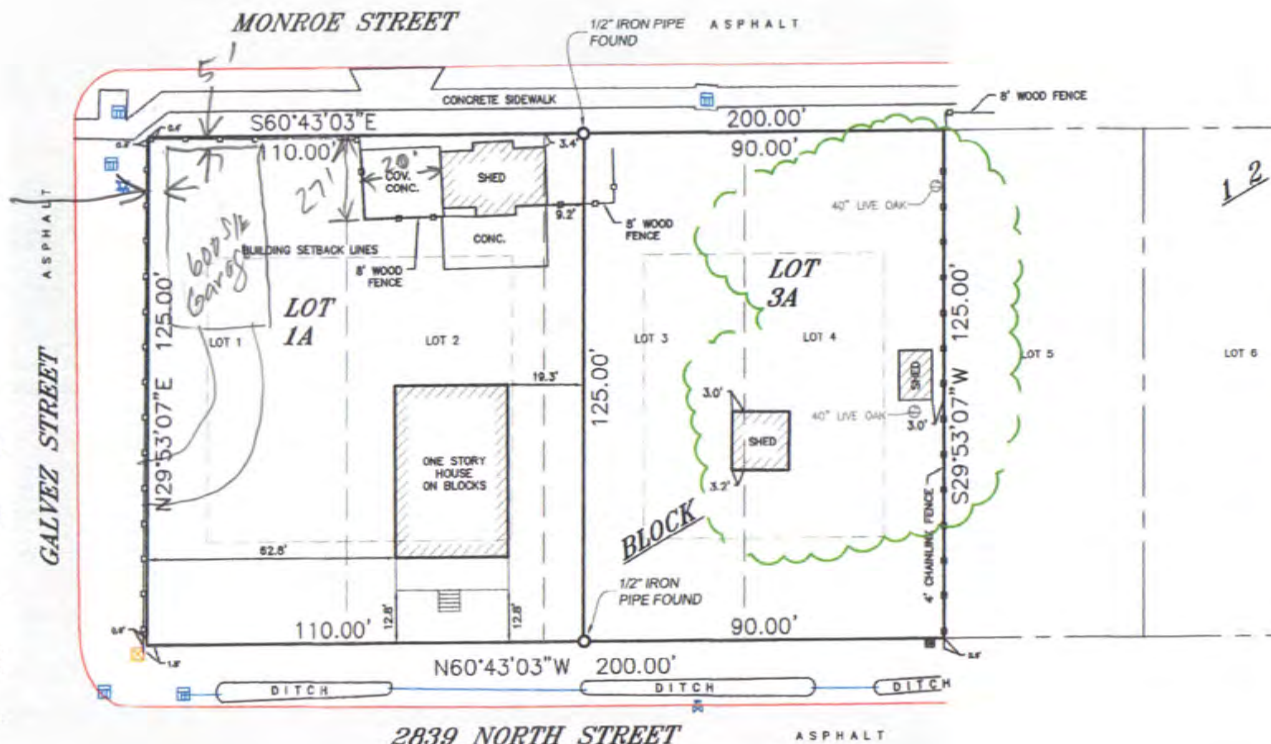 MONROE STREET
1/2" IRON PIPE
FOUND
ASPHALT
5'
CONCRETE SIDEWALK
8' WOOD FENCE
S60°43'03"E
200.00'
110.00'
90.00'
3.4'
27'
20'
COV.
CONC.
SHED
40" LIVE OAK
1 2
ASPHALT
9.2'
8' WOOD
FENCE
CONC.
BUILDING SETBACK LINES
8' WOOD
FENCE
600 S/F
Garag
LOT
1A
LOT
3A
LOT 1
LOT 2
LOT 3
LOT 4
LOT 5
LOT 6
N29°53'07"E 125.00'
125.00'
S29°53'07"W 125.00'
GALVEZ STREET
19.3'
SHED
3.0'
40" LIVE OAK
3.0'
SHED
3.2'
ONE STORY
HOUSE
ON BLOCKS
BLOCK
62.8'
4' CHAINLINK FENCE
1/2" IRON
PIPE FOUND
12.8'
12.8'
110.00'
90.00'
N60°43'03"W 200.00'
DITCH
DITCH
DITCH
2839 NORTH STREET
ASPHALT